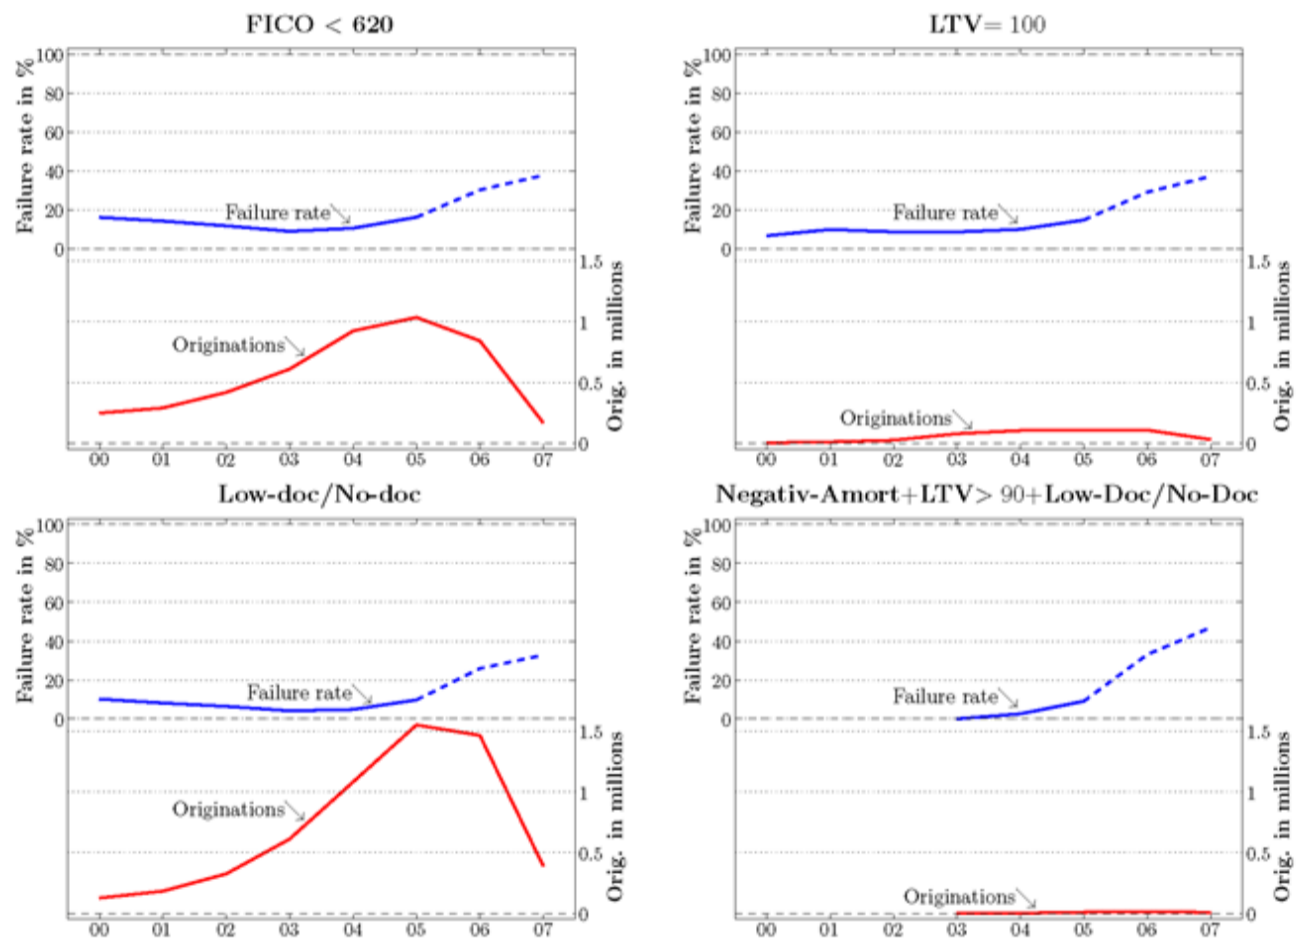 FICO < 620
Failure rate in %
100
80
60
40
20
0
Failure rate
1.5
1
0.5
0
Orig. in millions
Originations
00 01 02 03 04 05 06 07
LTV= 100
Failure rate in %
100
80
60
40
20
0
Failure rate
1.5
1
0.5
0
Orig. in millions
Originations
00 01 02 03 04 05 06 07
Low-doc/No-doc
Failure rate in %
100
80
60
40
20
0
Failure rate
1.5
1
0.5
0
Orig. in millions
Originations
00 01 02 03 04 05 06 07
Negativ-Amort+LTV> 90+Low-Doc/No-Doc
Failure rate in %
100
80
60
40
20
0
Failure rate
1.5
1
0.5
0
Orig. in millions
Originations
00 01 02 03 04 05 06 07